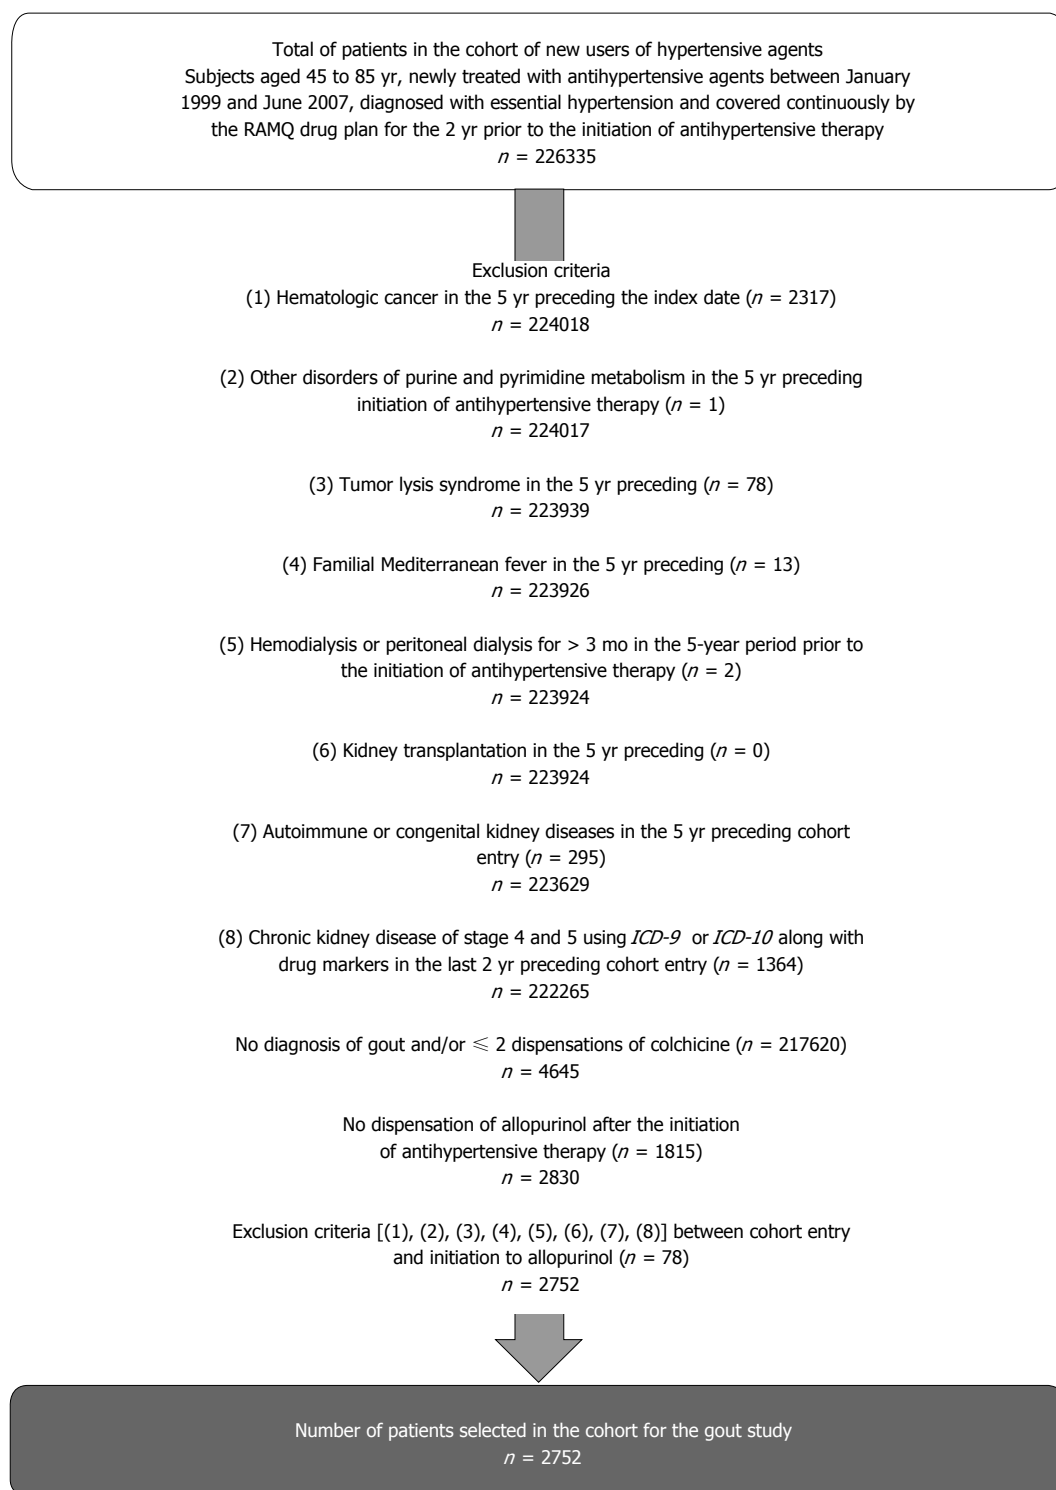 Total of patients in the cohort of new users of hypertensive agents
Subjects aged 45 to 85 yr, newly treated with antihypertensive agents between January
1999 and June 2007, diagnosed with essential hypertension and covered continuously by
the RAMQ drug plan for the 2 yr prior to the initiation of antihypertensive therapy
n = 226335
Exclusion criteria
(1) Hematologic cancer in the 5 yr preceding the index date (n = 2317)
n = 224018
(2) Other disorders of purine and pyrimidine metabolism in the 5 yr preceding
initiation of antihypertensive therapy (n = 1)
n = 224017
(3) Tumor lysis syndrome in the 5 yr preceding (n = 78)
n = 223939
(4) Familial Mediterranean fever in the 5 yr preceding (n = 13)
n = 223926
(5) Hemodialysis or peritoneal dialysis for > 3 mo in the 5-year period prior to
the initiation of antihypertensive therapy (n = 2)
n = 223924
(6) Kidney transplantation in the 5 yr preceding (n = 0)
n = 223924
(7) Autoimmune or congenital kidney diseases in the 5 yr preceding cohort
entry (n = 295)
n = 223629
(8) Chronic kidney disease of stage 4 and 5 using ICD-9 or ICD-10 along with
drug markers in the last 2 yr preceding cohort entry (n = 1364)
n = 222265
No diagnosis of gout and/or ≤ 2 dispensations of colchicine (n = 217620)
n = 4645
No dispensation of allopurinol after the initiation
of antihypertensive therapy (n = 1815)
n = 2830
Exclusion criteria [(1), (2), (3), (4), (5), (6), (7), (8)] between cohort entry
and initiation to allopurinol (n = 78)
n = 2752
Number of patients selected in the cohort for the gout study
n = 2752